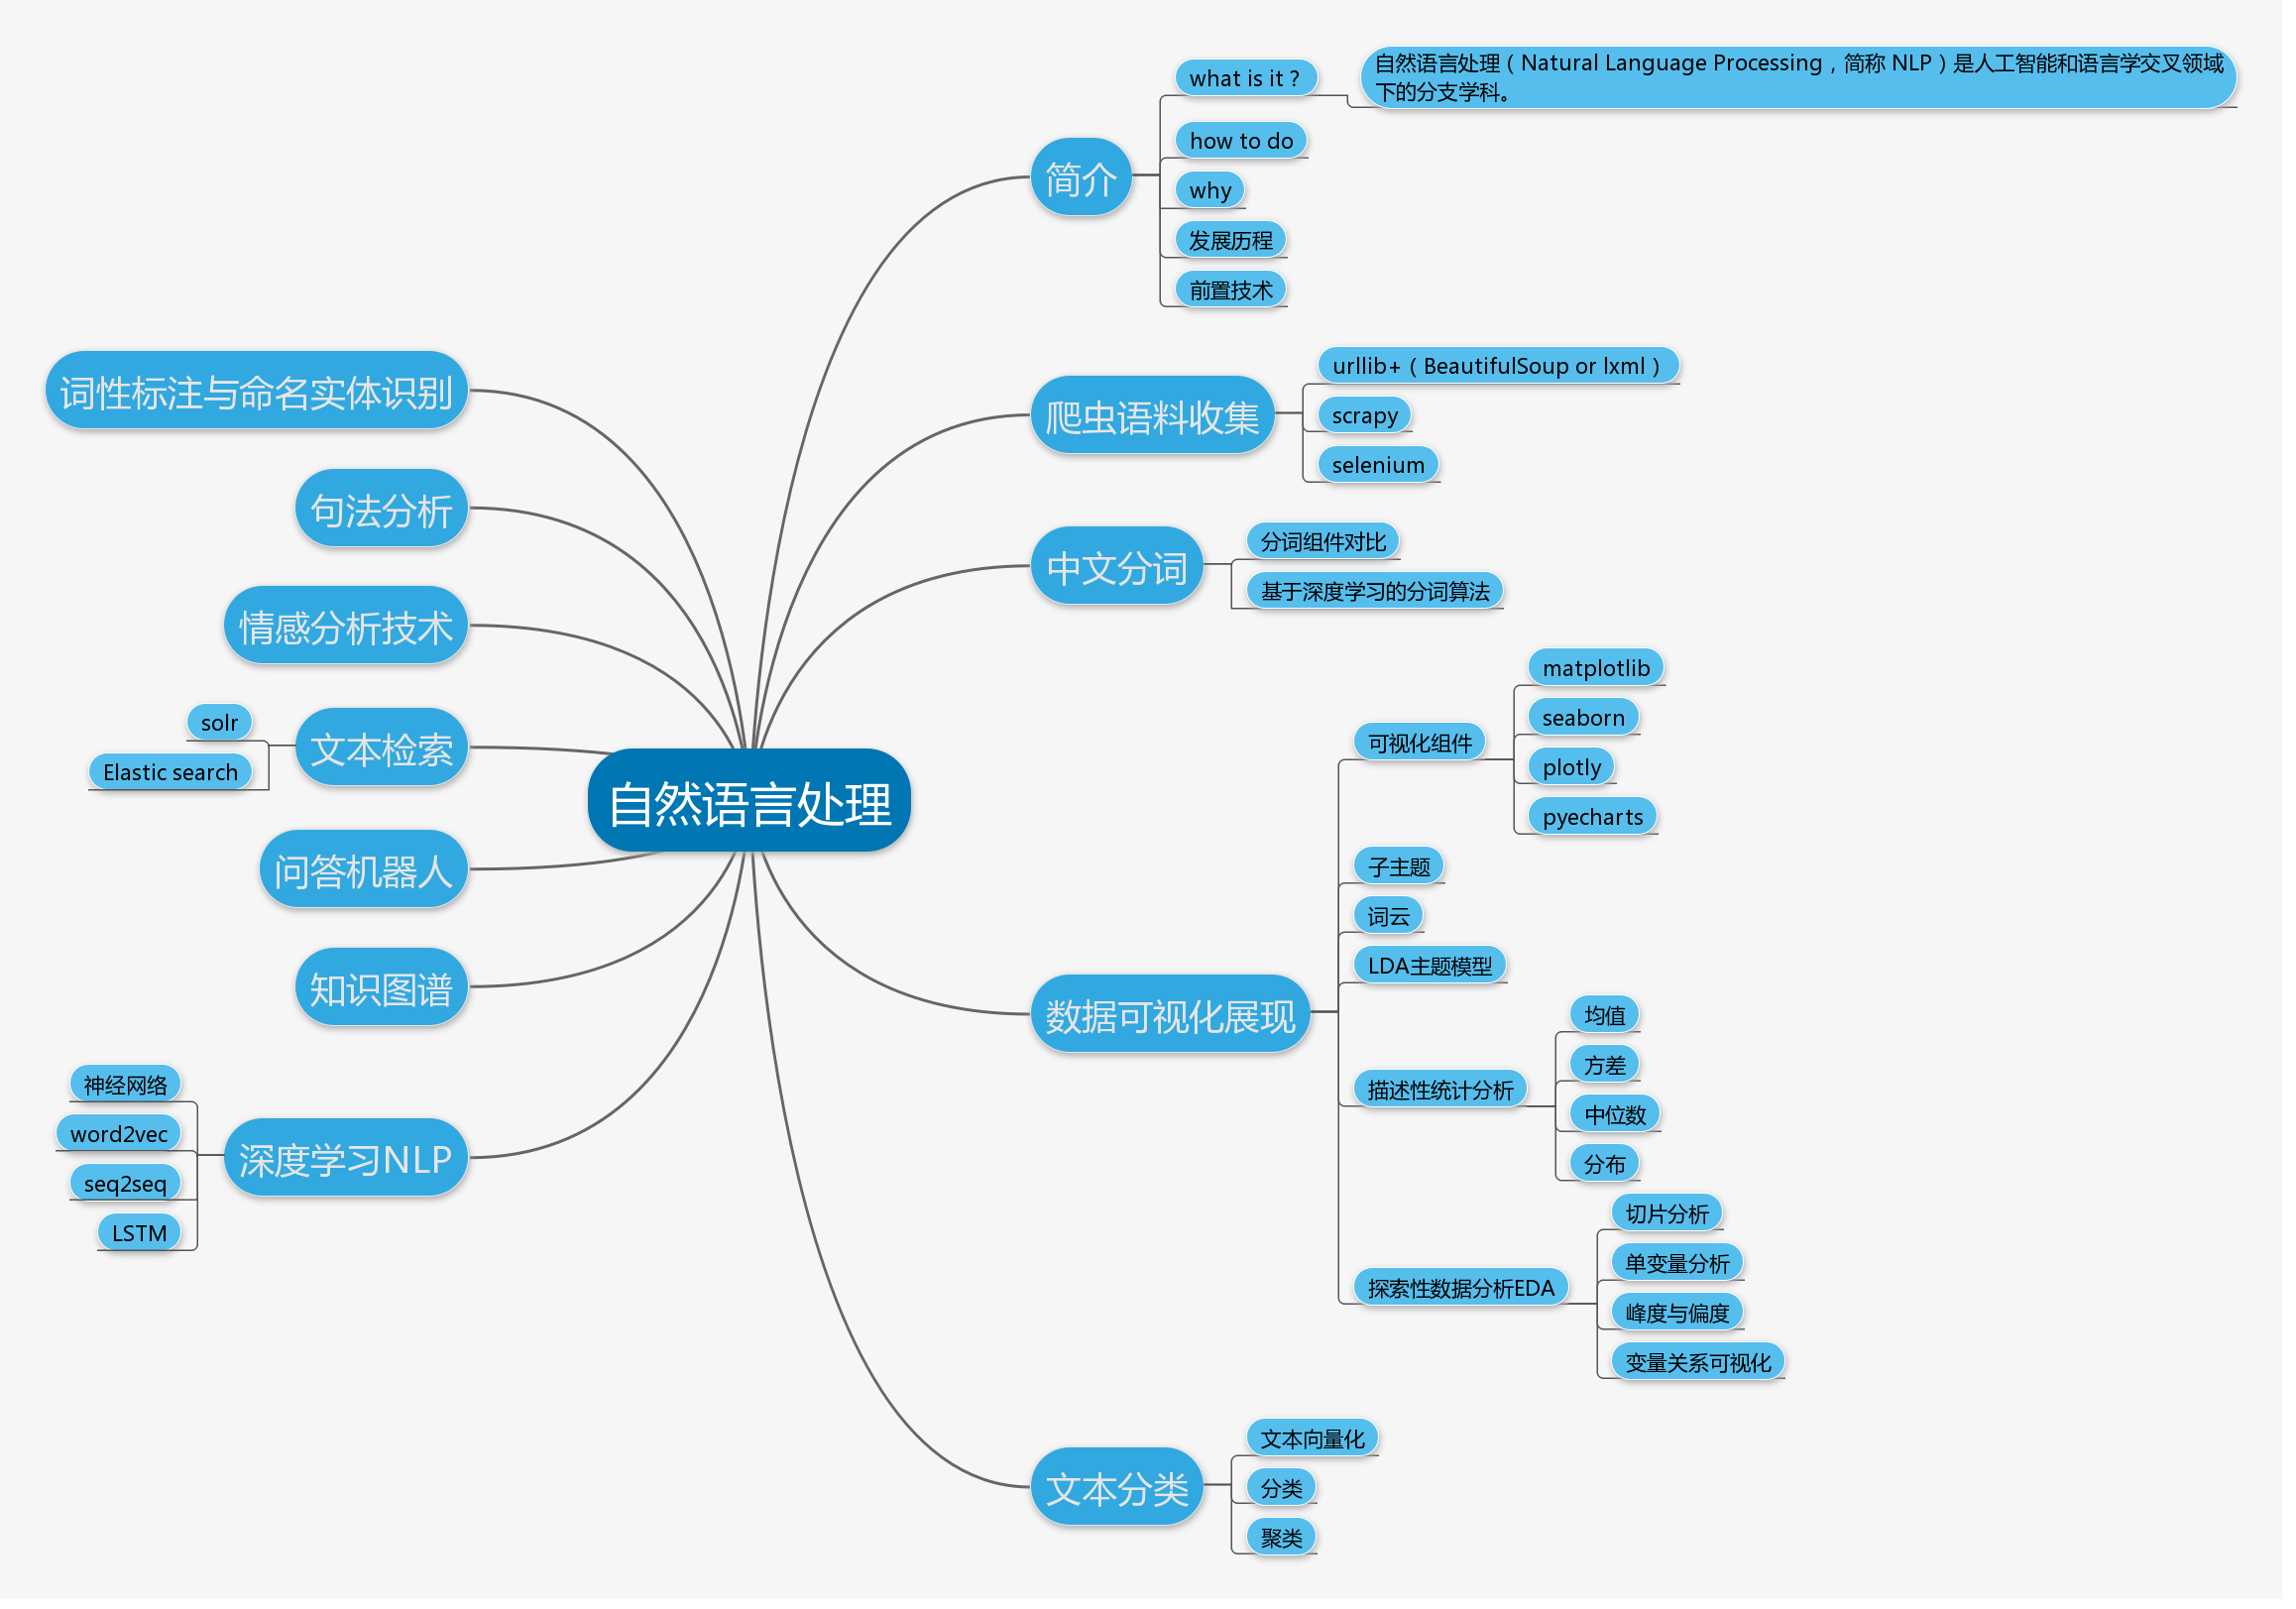 自然语言处理
简介
what is it？
自然语言处理（Natural Language Processing，简称 NLP）是人工智能和语言学交叉领域
下的分支学科。
how to do
why
发展历程
前置技术
爬虫语料收集
urllib+（BeautifulSoup or lxml）
scrapy
selenium
中文分词
分词组件对比
基于深度学习的分词算法
数据可视化展现
可视化组件
matplotlib
seaborn
plotly
pyecharts
子主题
词云
LDA主题模型
描述性统计分析
均值
方差
中位数
分布
探索性数据分析EDA
切片分析
单变量分析
峰度与偏度
变量关系可视化
文本分类
文本向量化
分类
聚类
词性标注与命名实体识别
句法分析
情感分析技术
文本检索
solr
Elastic search
问答机器人
知识图谱
深度学习NLP
神经网络
word2vec
seq2seq
LSTM